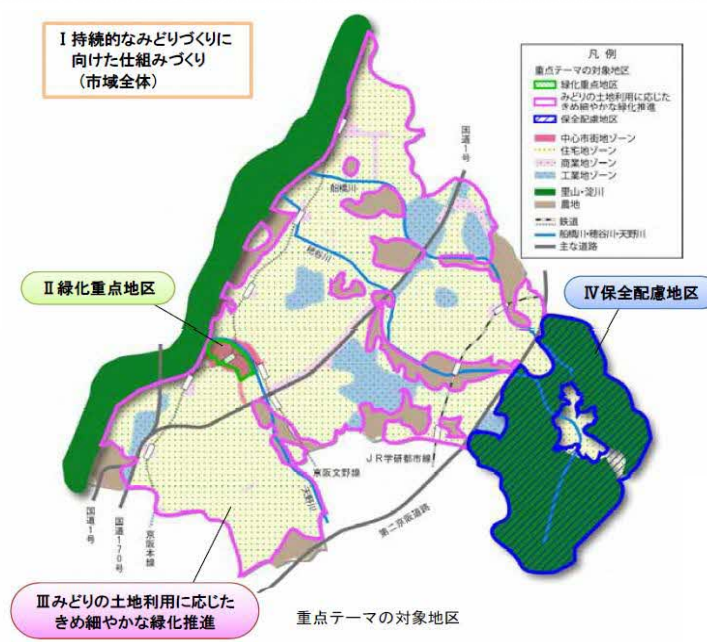 Ⅰ 持続的なみどりづくりに
向けた仕組みづくり
(市域全体)
凡 例
重点テーマの対象地区
緑化重点地区
みどりの土地利用に応じた
きめ細やかな緑化推進
保全配慮地区
中心市街地ゾーン
住宅地ゾーン
商業地ゾーン
工業地ゾーン
里山・淀川
農地
鉄道
船橋川・穂谷川・天野川
主な道路
国道1号
船橋川
穂谷川
Ⅱ 緑化重点地区
Ⅳ 保全配慮地区
JR学研都市線
京阪交野線
天野川
第二京阪道路
国道1号
国道170号
京阪本線
Ⅲ みどりの土地利用に応じた
きめ細やかな緑化推進
重点テーマの対象地区